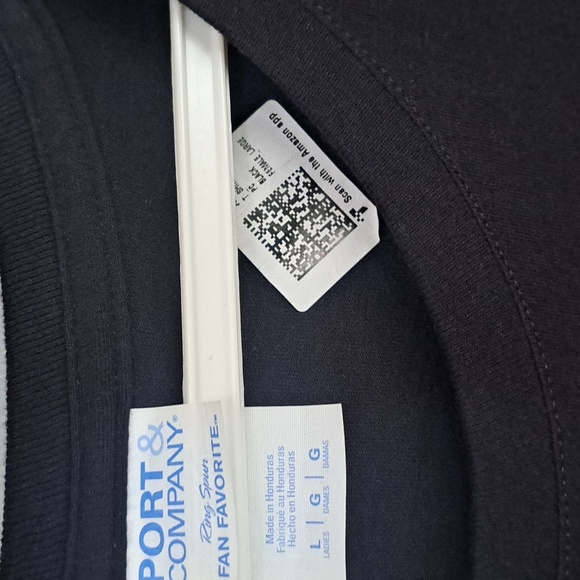 Scan with the Amazon app
BLACK
FEMALE LARGE
PORT &
COMPANY®
Ring Spun
FAN FAVORITE™
Made in Honduras
Fabriqué au Honduras
Hecho en Honduras
L | G | G
LADIES DAMES DAMAS